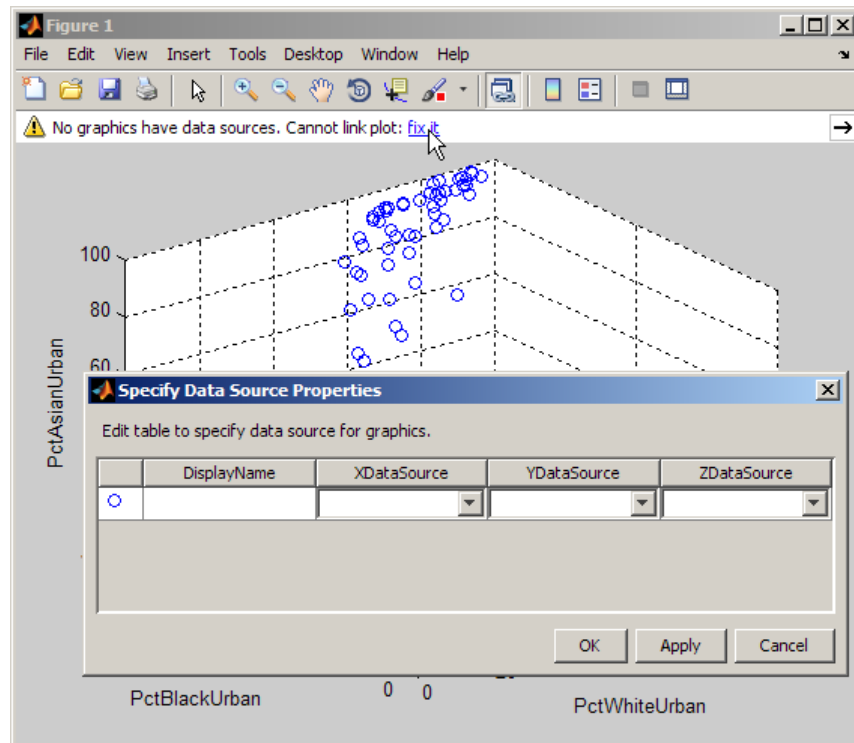 Figure 1
File Edit View Insert Tools Desktop Window Help
No graphics have data sources. Cannot link plot: fix it
100
80
60
PctAsianUrban
Specify Data Source Properties
Edit table to specify data source for graphics.
DisplayName XDataSource YDataSource ZDataSource
OK Apply Cancel
0 0
PctBlackUrban PctWhiteUrban